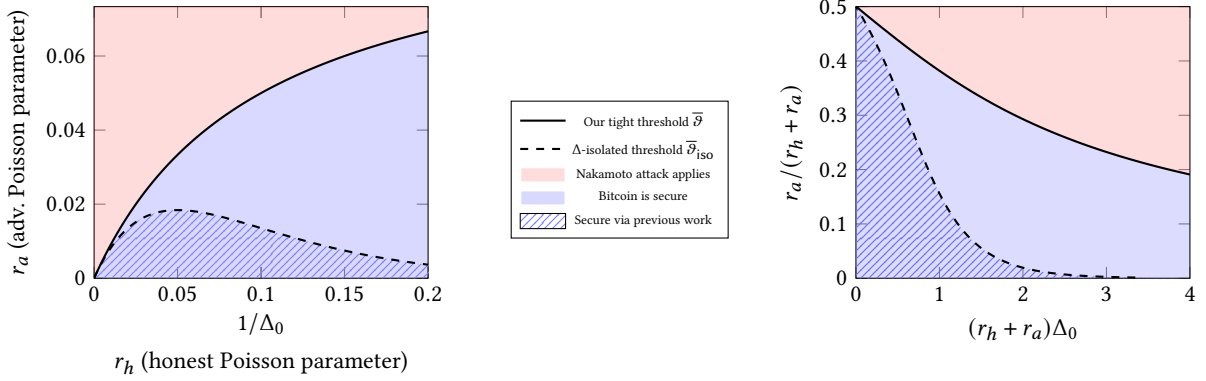 0.06
0.04
0.02
0
r_a (adv. Poisson parameter)
0 0.05 0.1 0.15 0.2
1/Δ₀
r_h (honest Poisson parameter)
Our tight threshold ϑ̅
Δ-isolated threshold ϑ̅_iso
Nakamoto attack applies
Bitcoin is secure
Secure via previous work
0.5
0.4
0.3
0.2
0.1
0
r_a/(r_h + r_a)
0 1 2 3 4
(r_h + r_a)Δ₀